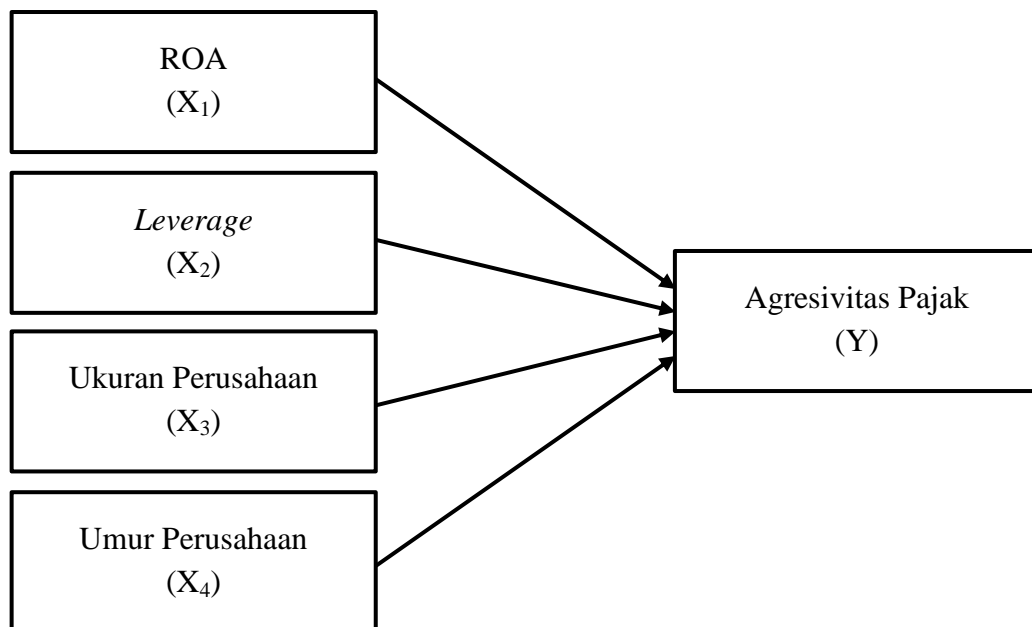 ROA
(X₁)
Leverage
(X₂)
Ukuran Perusahaan
(X₃)
Umur Perusahaan
(X₄)
Agresivitas Pajak
(Y)